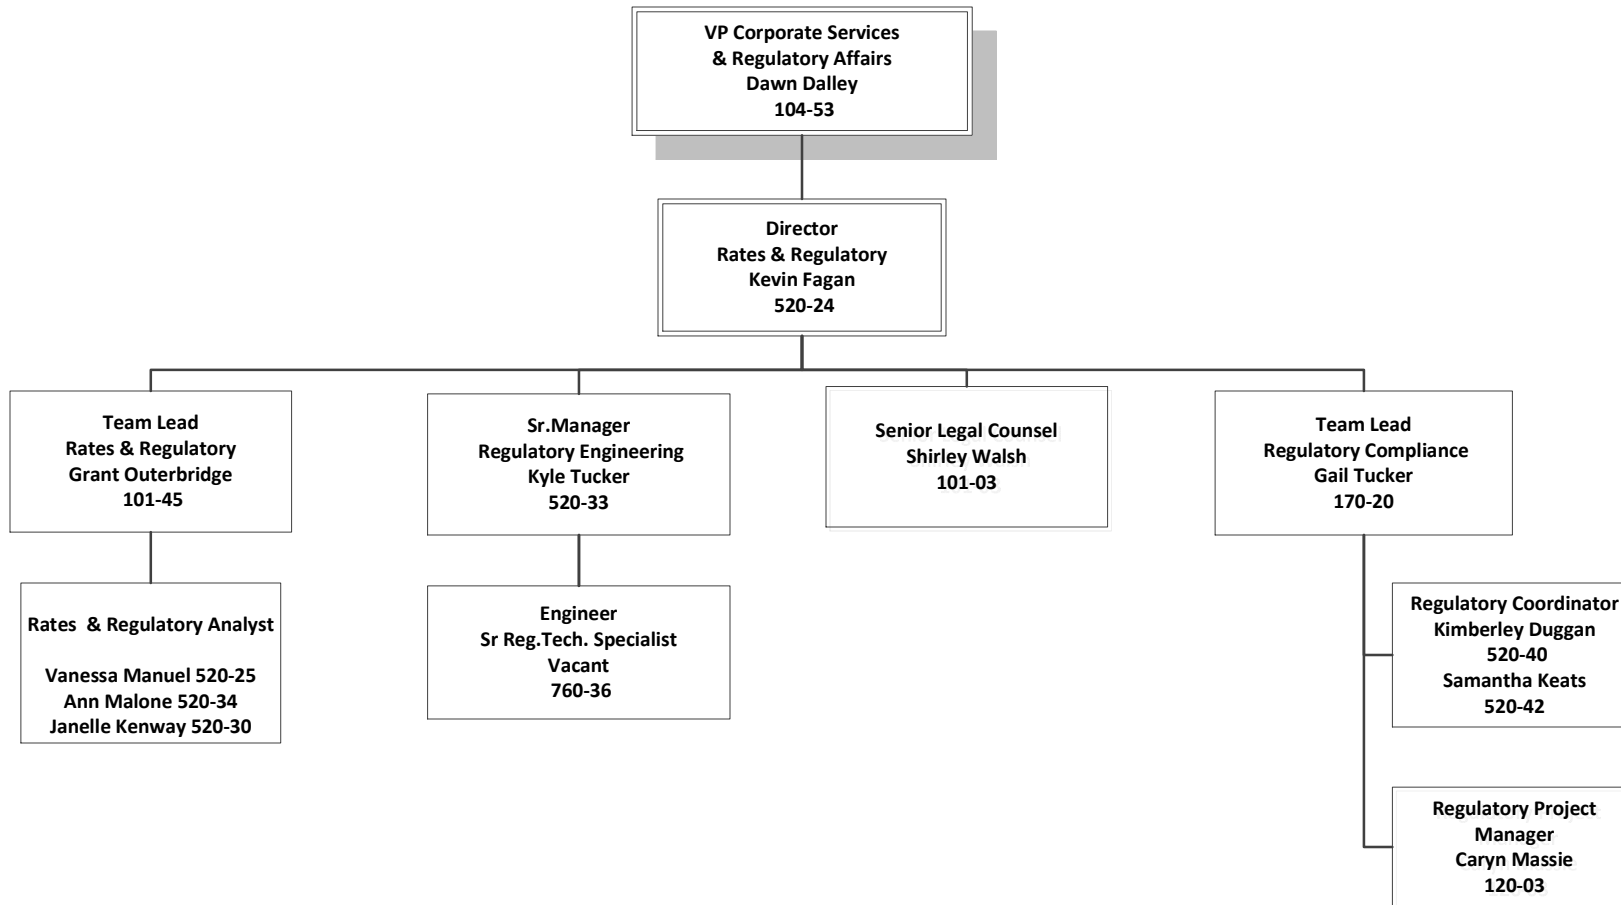 VP Corporate Services
& Regulatory Affairs
Dawn Dalley
104-53
Director
Rates & Regulatory
Kevin Fagan
520-24
Team Lead
Rates & Regulatory
Grant Outerbridge
101-45
Sr.Manager
Regulatory Engineering
Kyle Tucker
520-33
Senior Legal Counsel
Shirley Walsh
101-03
Team Lead
Regulatory Compliance
Gail Tucker
170-20
Rates & Regulatory Analyst
Vanessa Manuel 520-25
Ann Malone 520-34
Janelle Kenway 520-30
Engineer
Sr Reg.Tech. Specialist
Vacant
760-36
Regulatory Coordinator
Kimberley Duggan
520-40
Samantha Keats
520-42
Regulatory Project
Manager
Caryn Massie
120-03